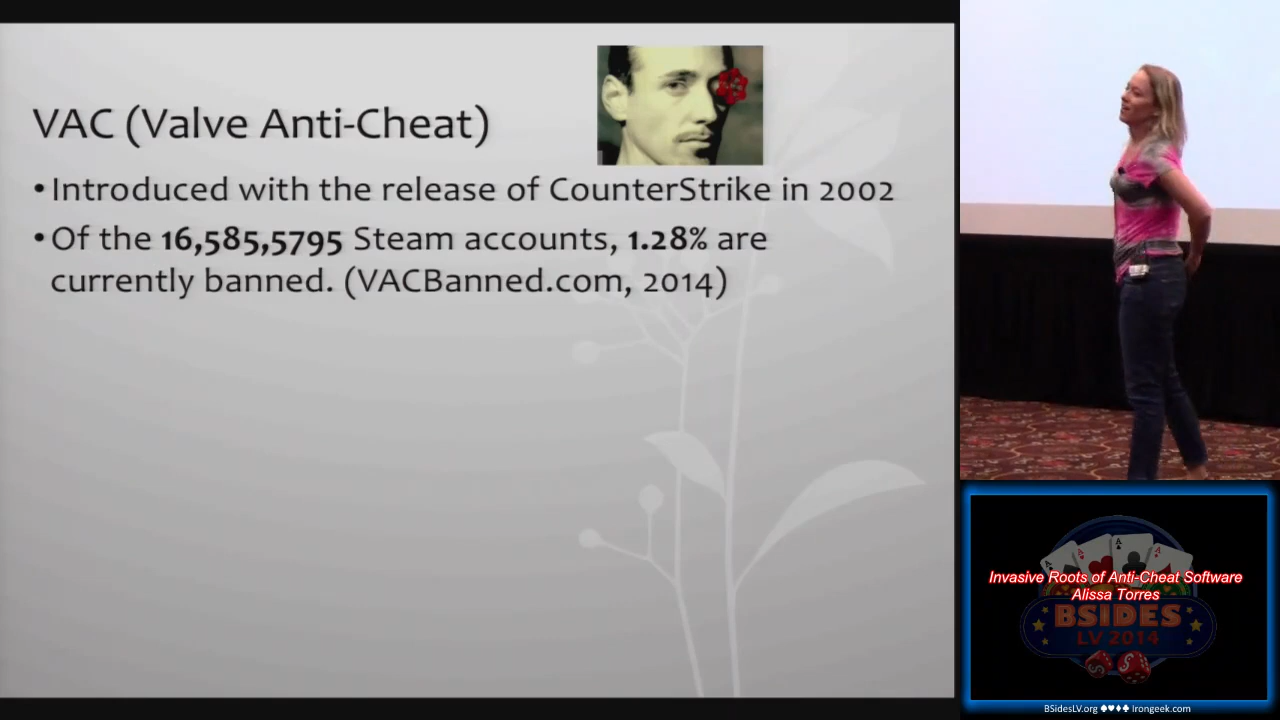 VAC (Valve Anti-Cheat)
• Introduced with the release of CounterStrike in 2002
• Of the 16,585,5795 Steam accounts, 1.28% are
currently banned. (VACBanned.com, 2014)
Invasive Roots of Anti-Cheat Software
Alissa Torres
BSIDES
LV 2014
BSidesLV.org ♠♥♦♣ Irongeek.com